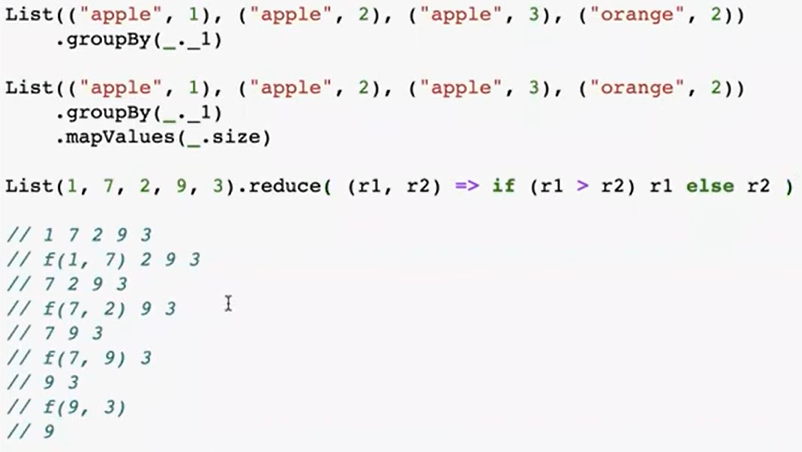 List(("apple", 1), ("apple", 2), ("apple", 3), ("orange", 2))
.groupBy(_._1)
List(("apple", 1), ("apple", 2), ("apple", 3), ("orange", 2))
.groupBy(_._1)
.mapValues(_.size)
List(1, 7, 2, 9, 3).reduce( (r1, r2) => if (r1 > r2) r1 else r2 )
// 1 7 2 9 3
// f(1, 7) 2 9 3
// 7 2 9 3
// f(7, 2) 9 3
// 7 9 3
// f(7, 9) 3
// 9 3
// f(9, 3)
// 9